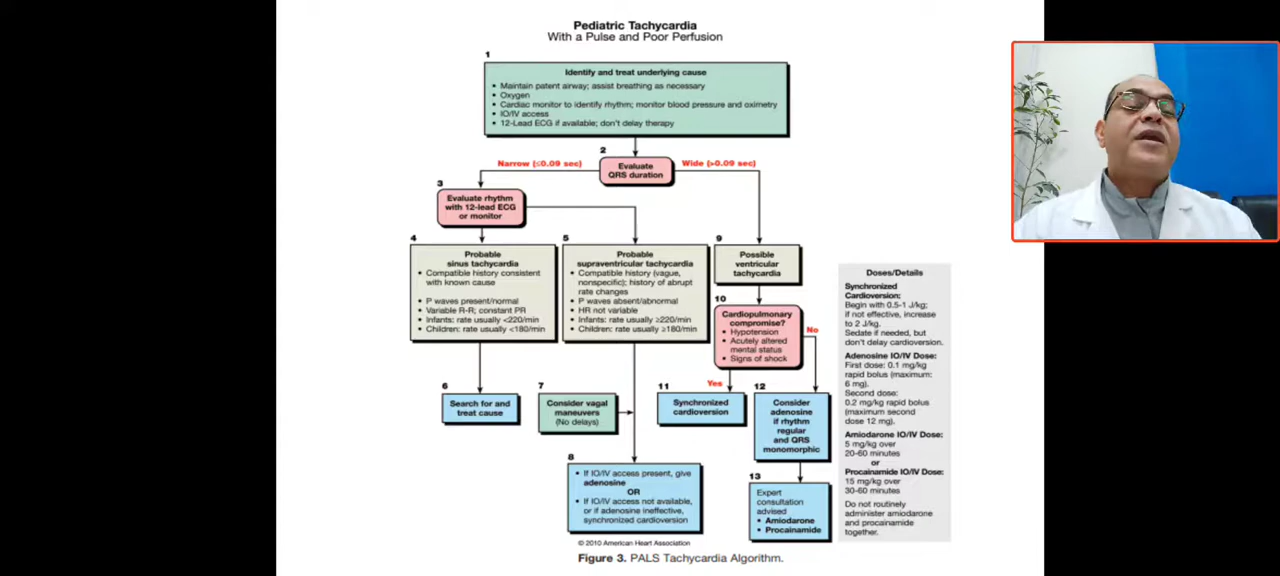 Pediatric Tachycardia
With a Pulse and Poor Perfusion
1
Identify and treat underlying cause
• Maintain patent airway; assist breathing as necessary
• Oxygen
• Cardiac monitor to identify rhythm; monitor blood pressure and oximetry
• IO/IV access
• 12-Lead ECG if available; don't delay therapy
2
Evaluate
QRS duration
Narrow (≤0.09 sec)
Wide (>0.09 sec)
3
Evaluate rhythm
with 12-lead ECG
or monitor
4
Probable
sinus tachycardia
• Compatible history consistent
with known cause
• P waves present/normal
• Variable R-R; constant PR
• Infants: rate usually <220/min
• Children: rate usually <180/min
5
Probable
supraventricular tachycardia
• Compatible history (vague,
nonspecific); history of abrupt
rate changes
• P waves absent/abnormal
• HR not variable
• Infants: rate usually ≥220/min
• Children: rate usually ≥180/min
9
Possible
ventricular
tachycardia
10
Cardiopulmonary
compromise?
• Hypotension
• Acutely altered
mental status
• Signs of shock
No
Yes
6
Search for and
treat cause
7
Consider vagal
maneuvers
(No delays)
11
Synchronized
cardioversion
12
Consider
adenosine
if rhythm
regular
and QRS
monomorphic
8
• If IO/IV access present, give
adenosine
OR
• If IO/IV access not available,
or if adenosine ineffective,
synchronized cardioversion
13
Expert
consultation
advised
• Amiodarone
• Procainamide
Doses/Details
Synchronized
Cardioversion:
Begin with 0.5-1 J/kg;
if not effective, increase
to 2 J/kg.
Sedate if needed, but
don't delay cardioversion.
Adenosine IO/IV Dose:
First dose: 0.1 mg/kg
rapid bolus (maximum:
6 mg).
Second dose:
0.2 mg/kg rapid bolus
(maximum second
dose 12 mg).
Amiodarone IO/IV Dose:
5 mg/kg over
20-60 minutes
or
Procainamide IO/IV Dose:
15 mg/kg over
30-60 minutes
Do not routinely
administer amiodarone
and procainamide
together.
© 2010 American Heart Association
Figure 3. PALS Tachycardia Algorithm.